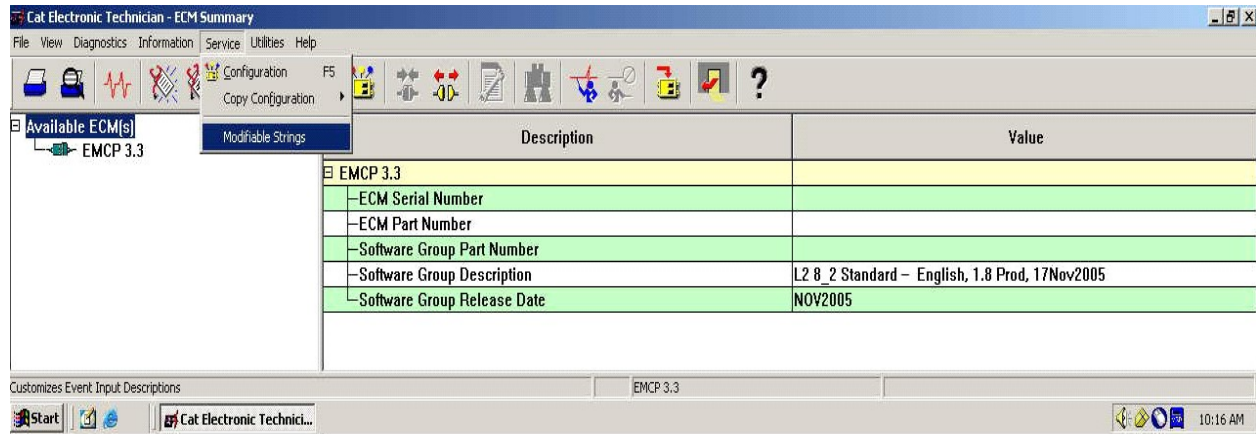 Cat Electronic Technician - ECM Summary
File View Diagnostics Information Service Utilities Help
Configuration F5
Copy Configuration
Modifiable Strings
Available ECM(s)
EMCP 3.3
Description Value
EMCP 3.3
ECM Serial Number
ECM Part Number
Software Group Part Number
Software Group Description L2 8_2 Standard – English, 1.8 Prod, 17Nov2005
Software Group Release Date NOV2005
Customizes Event Input Descriptions EMCP 3.3
Start Cat Electronic Technici... 10:16 AM